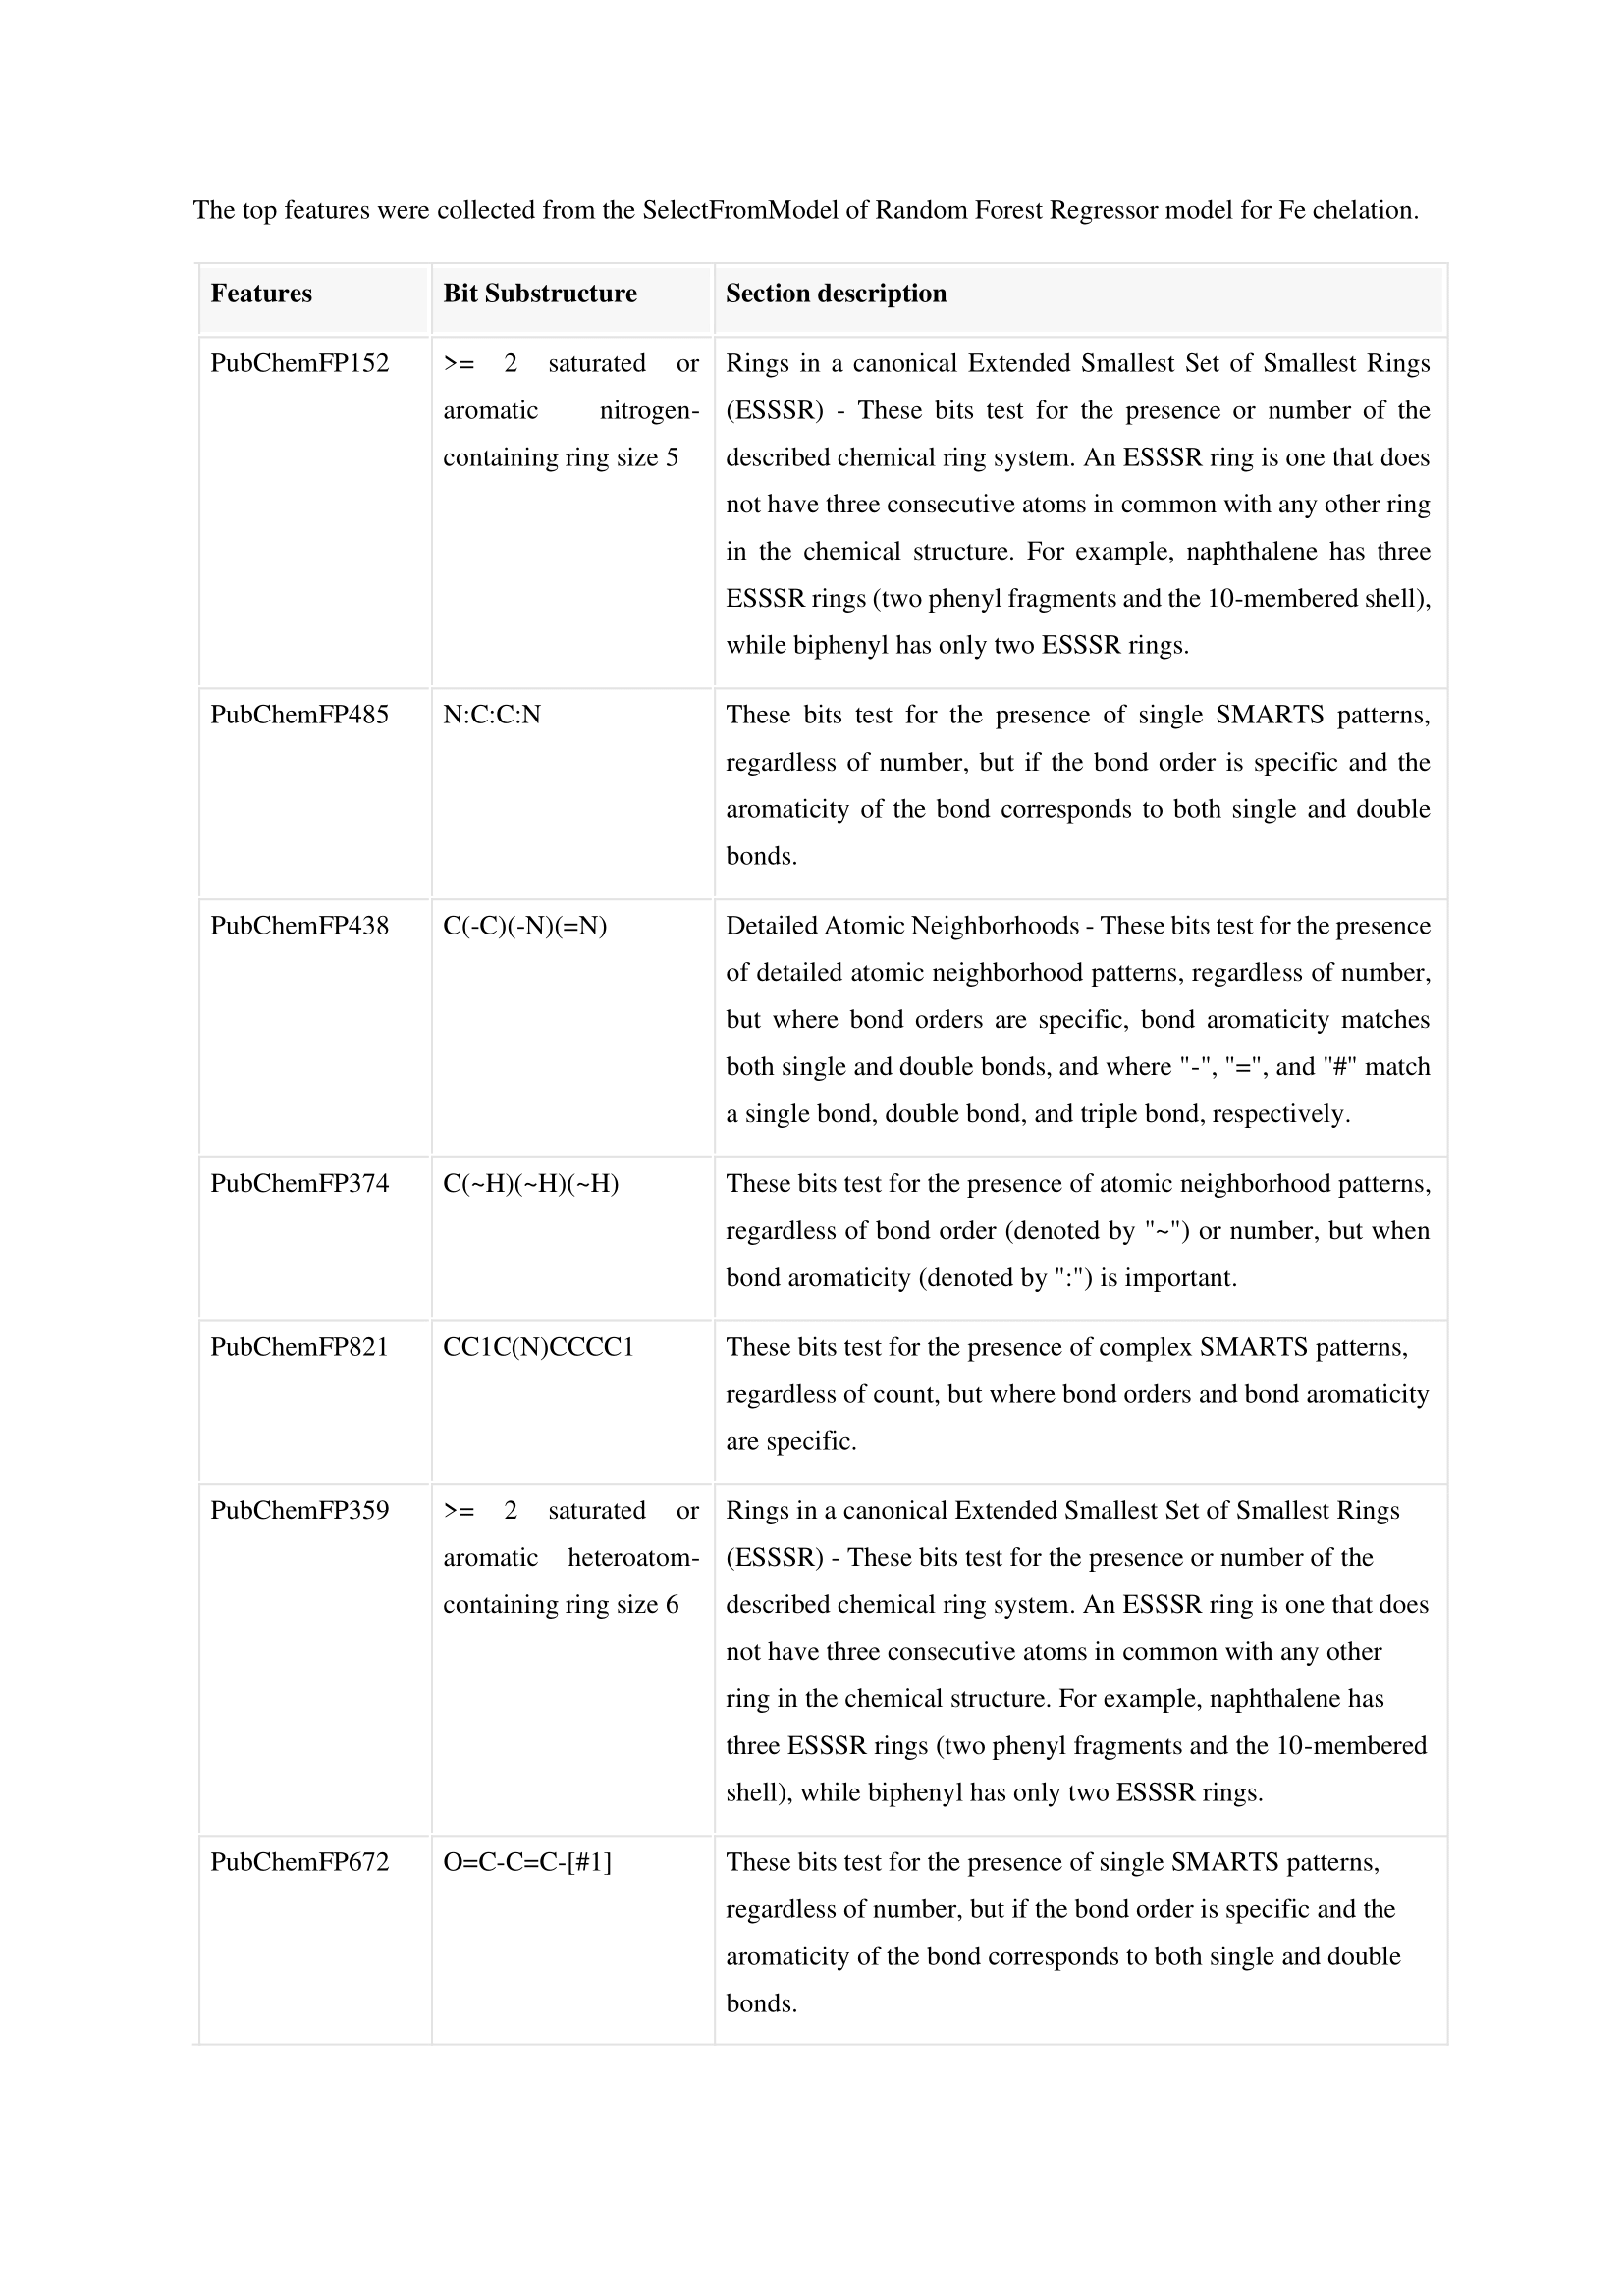 The top features were collected from the SelectFromModel of Random Forest Regressor model for Fe chelation.
Features Bit Substructure Section description
PubChemFP152
>= 2 saturated or
aromatic nitrogen-
containing ring size 5
Rings in a canonical Extended Smallest Set of Smallest Rings
(ESSSR) - These bits test for the presence or number of the
described chemical ring system. An ESSSR ring is one that does
not have three consecutive atoms in common with any other ring
in the chemical structure. For example, naphthalene has three
ESSSR rings (two phenyl fragments and the 10-membered shell),
while biphenyl has only two ESSSR rings.
PubChemFP485
N:C:C:N
These bits test for the presence of single SMARTS patterns,
regardless of number, but if the bond order is specific and the
aromaticity of the bond corresponds to both single and double
bonds.
PubChemFP438
C(-C)(-N)(=N)
Detailed Atomic Neighborhoods - These bits test for the presence
of detailed atomic neighborhood patterns, regardless of number,
but where bond orders are specific, bond aromaticity matches
both single and double bonds, and where "-", "=", and "#" match
a single bond, double bond, and triple bond, respectively.
PubChemFP374
C(~H)(~H)(~H)
These bits test for the presence of atomic neighborhood patterns,
regardless of bond order (denoted by "~") or number, but when
bond aromaticity (denoted by ":") is important.
PubChemFP821
CC1C(N)CCCC1
These bits test for the presence of complex SMARTS patterns,
regardless of count, but where bond orders and bond aromaticity
are specific.
PubChemFP359
>= 2 saturated or
aromatic heteroatom-
containing ring size 6
Rings in a canonical Extended Smallest Set of Smallest Rings
(ESSSR) - These bits test for the presence or number of the
described chemical ring system. An ESSSR ring is one that does
not have three consecutive atoms in common with any other
ring in the chemical structure. For example, naphthalene has
three ESSSR rings (two phenyl fragments and the 10-membered
shell), while biphenyl has only two ESSSR rings.
PubChemFP672
O=C-C=C-[#1]
These bits test for the presence of single SMARTS patterns,
regardless of number, but if the bond order is specific and the
aromaticity of the bond corresponds to both single and double
bonds.